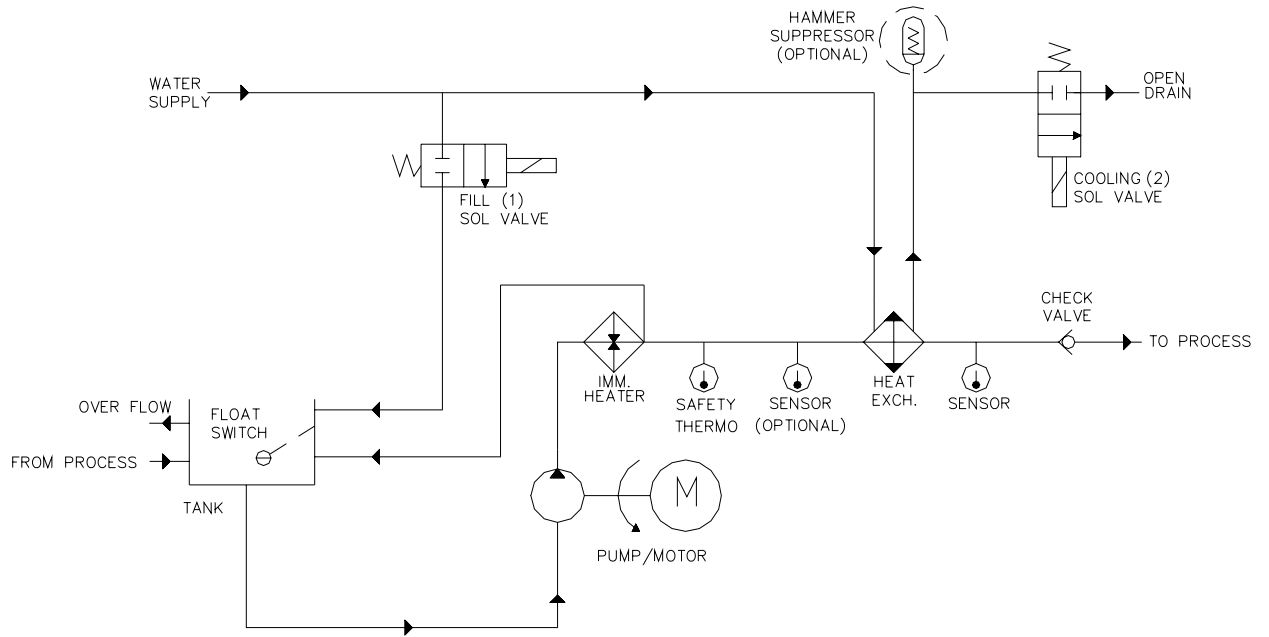 HAMMER
SUPPRESSOR
(OPTIONAL)
WATER
SUPPLY
OPEN
DRAIN
FILL (1)
SOL VALVE
COOLING (2)
SOL VALVE
CHECK
VALVE
TO PROCESS
IMM.
HEATER
SAFETY
THERMO
SENSOR
(OPTIONAL)
HEAT
EXCH.
SENSOR
OVER FLOW
FLOAT
SWITCH
FROM PROCESS
TANK
M
PUMP/MOTOR